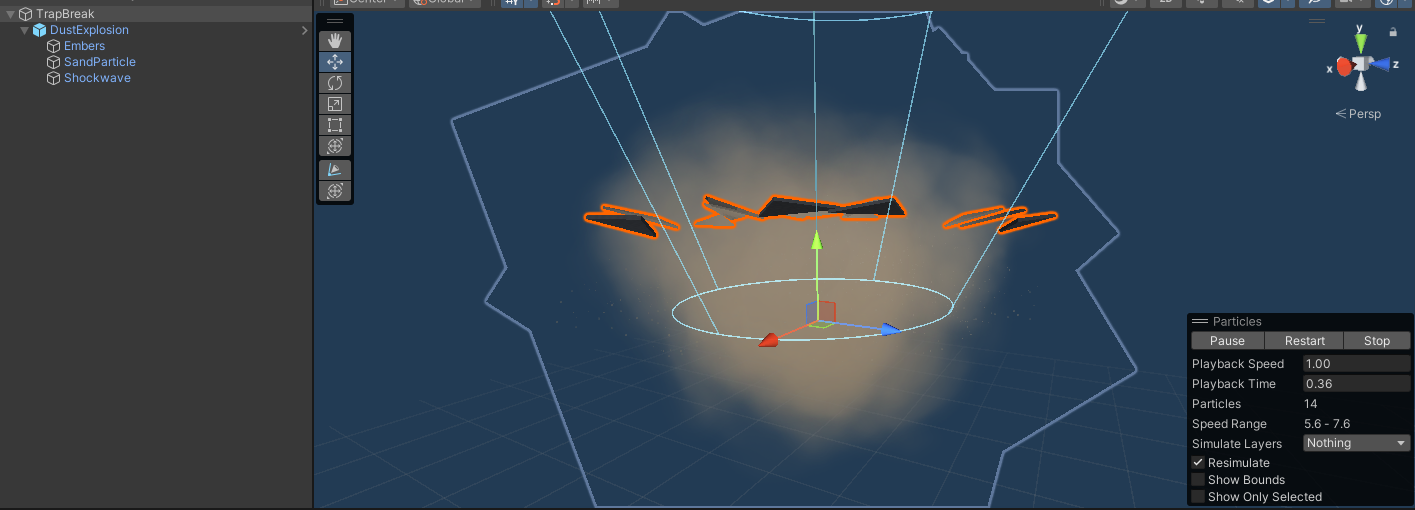 Center
Global
2D
TrapBreak
DustExplosion
Embers
SandParticle
Shockwave
y
x
z
Persp
Particles
Pause Restart Stop
Playback Speed 1.00
Playback Time 0.36
Particles 14
Speed Range 5.6 - 7.6
Simulate Layers Nothing
Resimulate
Show Bounds
Show Only Selected